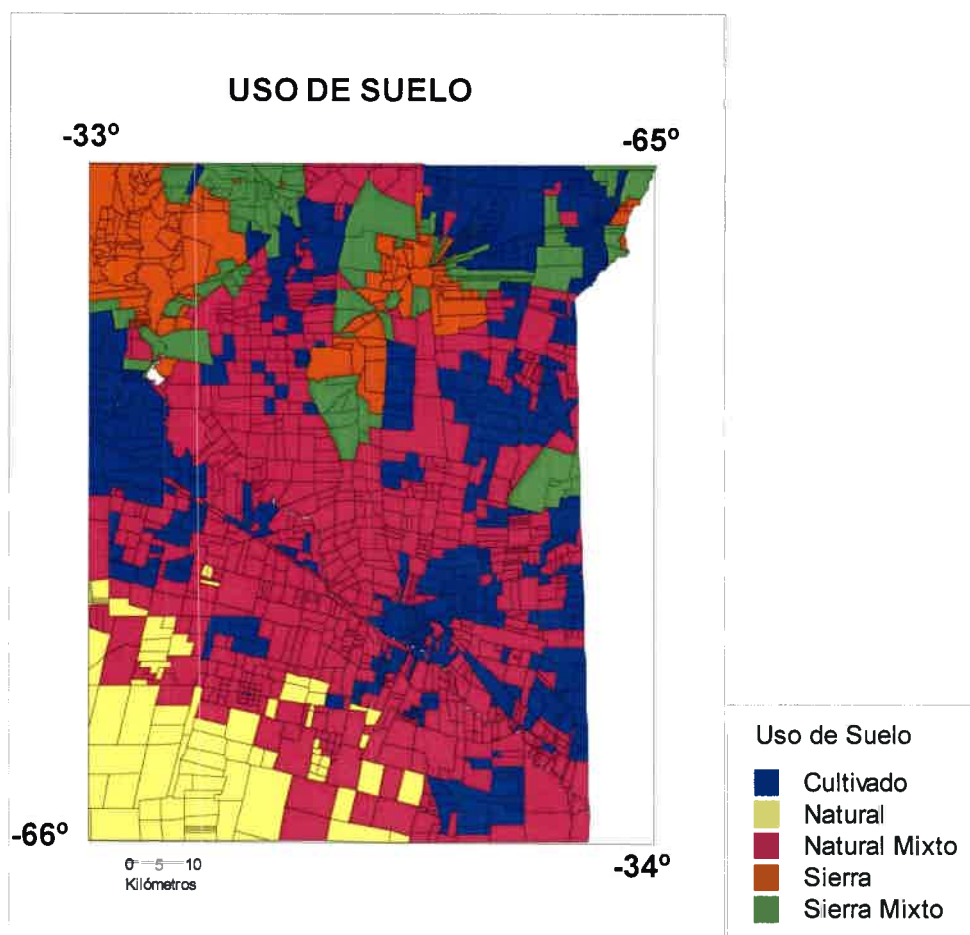 USO DE SUELO
-33º
-65º
-66º
-34º
0 5 10
Kilómetros
Uso de Suelo
Cultivado
Natural
Natural Mixto
Sierra
Sierra Mixto